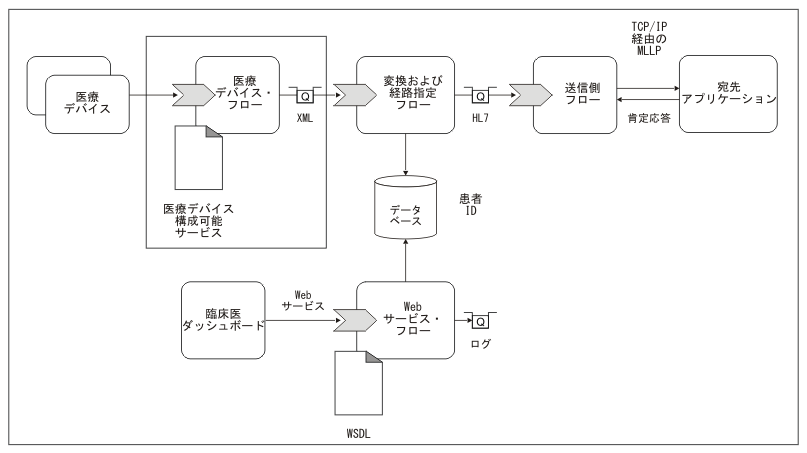 医療
デバイス
医療
デバイス・
フロー
Q
XML
医療デバイス
構成可能
サービス
変換および
経路指定
フロー
Q
HL7
送信側
フロー
TCP/IP
経由の
MLLP
肯定応答
宛先
アプリケーション
データ
ベース
患者
ID
臨床医
ダッシュボード
Web
サービス
Web
サービス・
フロー
Q
ログ
WSDL